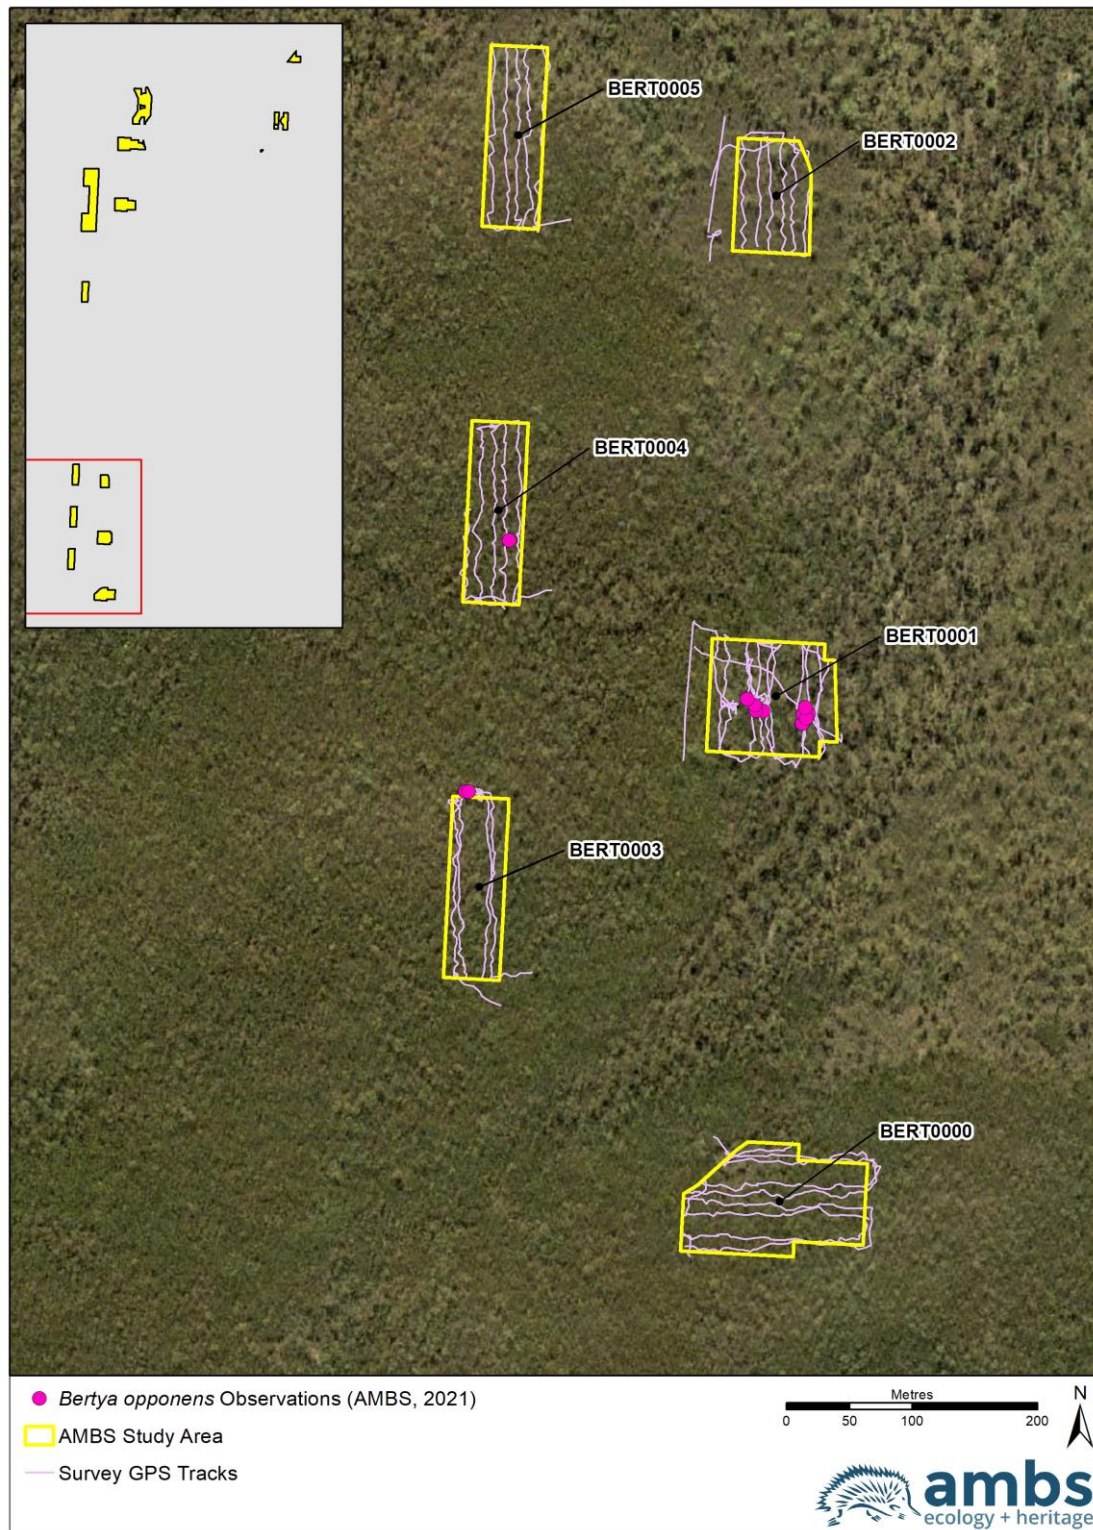 BERT0005
BERT0002
BERT0004
BERT0001
BERT0003
BERT0000
Bertya opponens Observations (AMBS, 2021)
AMBS Study Area
Survey GPS Tracks
Metres
0 50 100 200
N
ambs
ecology + heritage